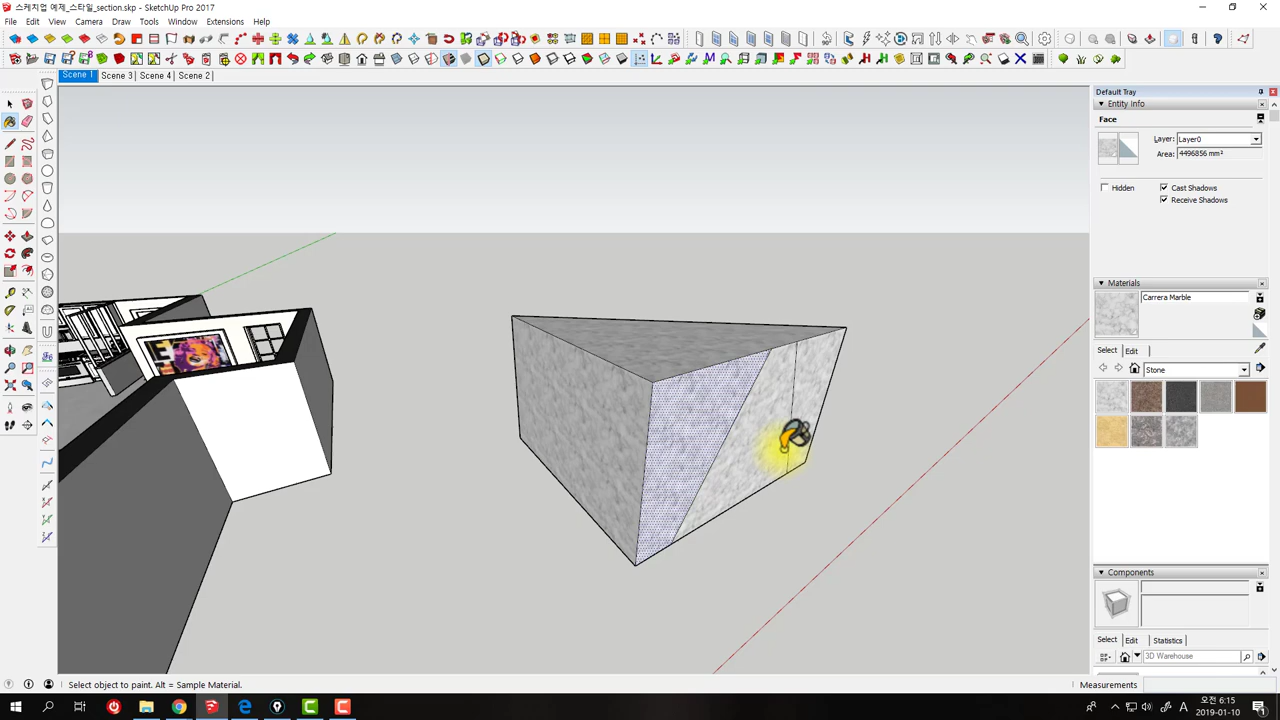 스케치업 예제_스타일_section.skp - SketchUp Pro 2017
File Edit View Camera Draw Tools Window Extensions Help
Scene 1 Scene 3 Scene 4 Scene 2
Default Tray
Entity Info
Face
Layer: Layer0
Area: 4496856 mm²
Hidden Cast Shadows
Receive Shadows
Materials
Carrera Marble
Select Edit
Stone
Components
Select Edit Statistics
3D Warehouse
Select object to paint. Alt = Sample Material.
Measurements
A 오전 6:15
2019-01-10